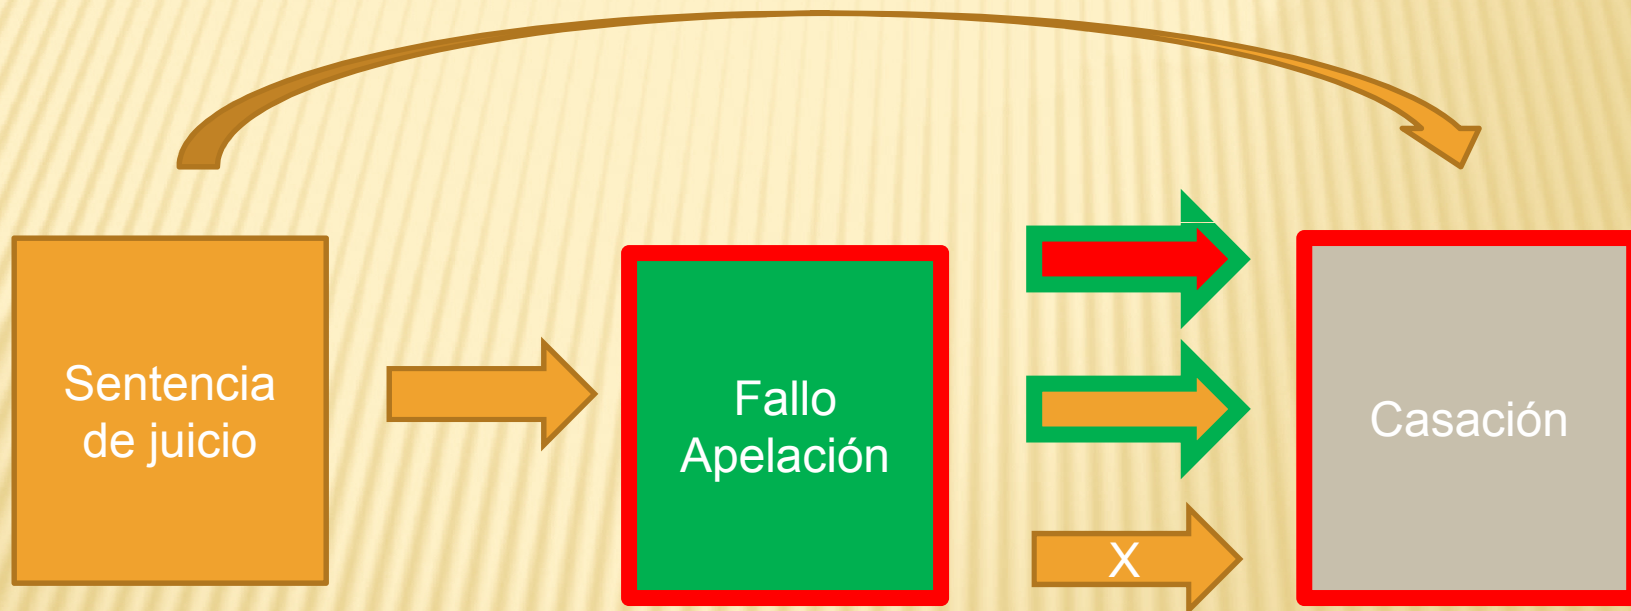 Sentencia
de juicio
Fallo
Apelación
X
Casación